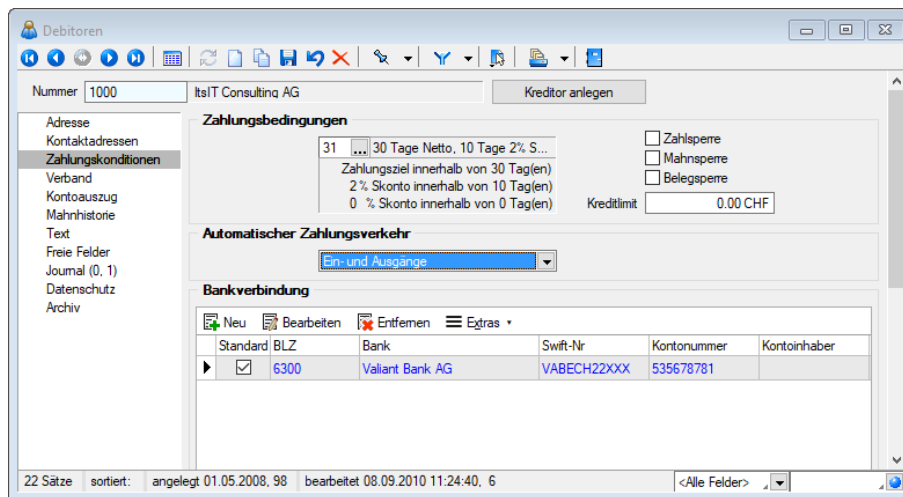 Debitoren
Nummer 1000 ItsIT Consulting AG Kreditor anlegen
Adresse
Kontaktadressen
Zahlungskonditionen
Verband
Kontoauszug
Mahnhistorie
Text
Freie Felder
Journal (0, 1)
Datenschutz
Archiv
Zahlungsbedingungen
31 ... 30 Tage Netto, 10 Tage 2% S...
Zahlungsziel innerhalb von 30 Tag(en)
2 % Skonto innerhalb von 10 Tag(en)
0 % Skonto innerhalb von 0 Tag(en)
Zahlsperre
Mahnsperre
Belegsperre
Kreditlimit 0.00 CHF
Automatischer Zahlungsverkehr
Ein- und Ausgänge
Bankverbindung
Neu Bearbeiten Entfernen Extras
Standard BLZ Bank Swift-Nr Kontonummer Kontoinhaber
6300 Valiant Bank AG VABECH22XXX 535678781
22 Sätze sortiert: angelegt 01.05.2008, 98 bearbeitet 08.09.2010 11:24:40, 6 <Alle Felder>